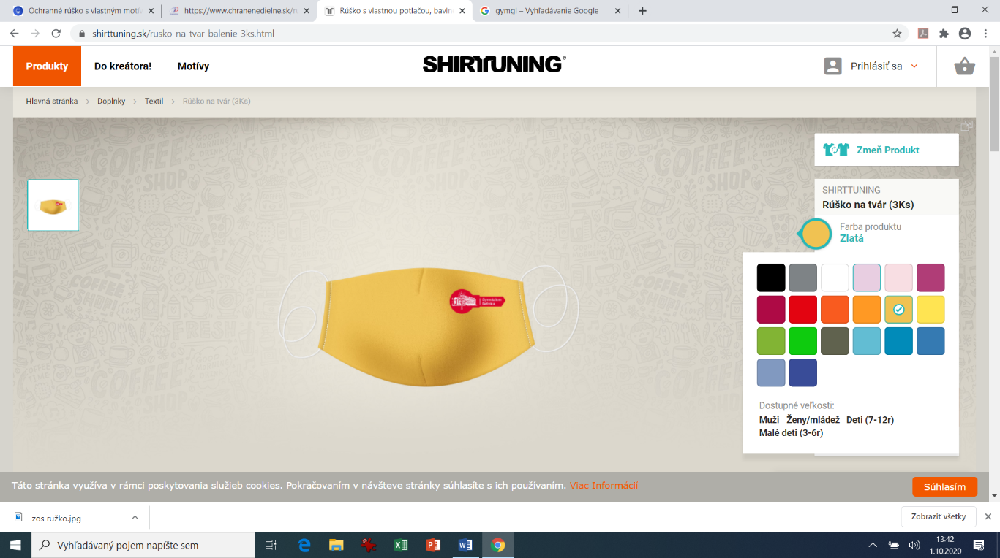 Ochranné rúško s vlastným motív
https://www.chranenedielne.sk/n
Rúško s vlastnou potlačou, bavln
gymgl – Vyhľadávanie Google
shirttuning.sk/rusko-na-tvar-balenie-3ks.html
Produkty
Do kreátora!
Motívy
SHIRTTUNING®
Prihlásiť sa
Hlavná stránka > Doplnky > Textil > Rúško na tvár (3Ks)
Zmeň Produkt
SHIRTTUNING
Rúško na tvár (3Ks)
Farba produktu
Zlatá
COFFEE
SHOP
Gymnázium
Gelnica
Dostupné veľkosti:
Muži Ženy/mládež Deti (7-12r)
Malé deti (3-6r)
Táto stránka využíva v rámci poskytovania služieb cookies. Pokračovaním v návšteve stránky súhlasíte s ich používaním. Viac Informácií
Súhlasím
zos ružko.jpg
Zobraziť všetky
Vyhľadávaný pojem napíšte sem
13:42
1.10.2020